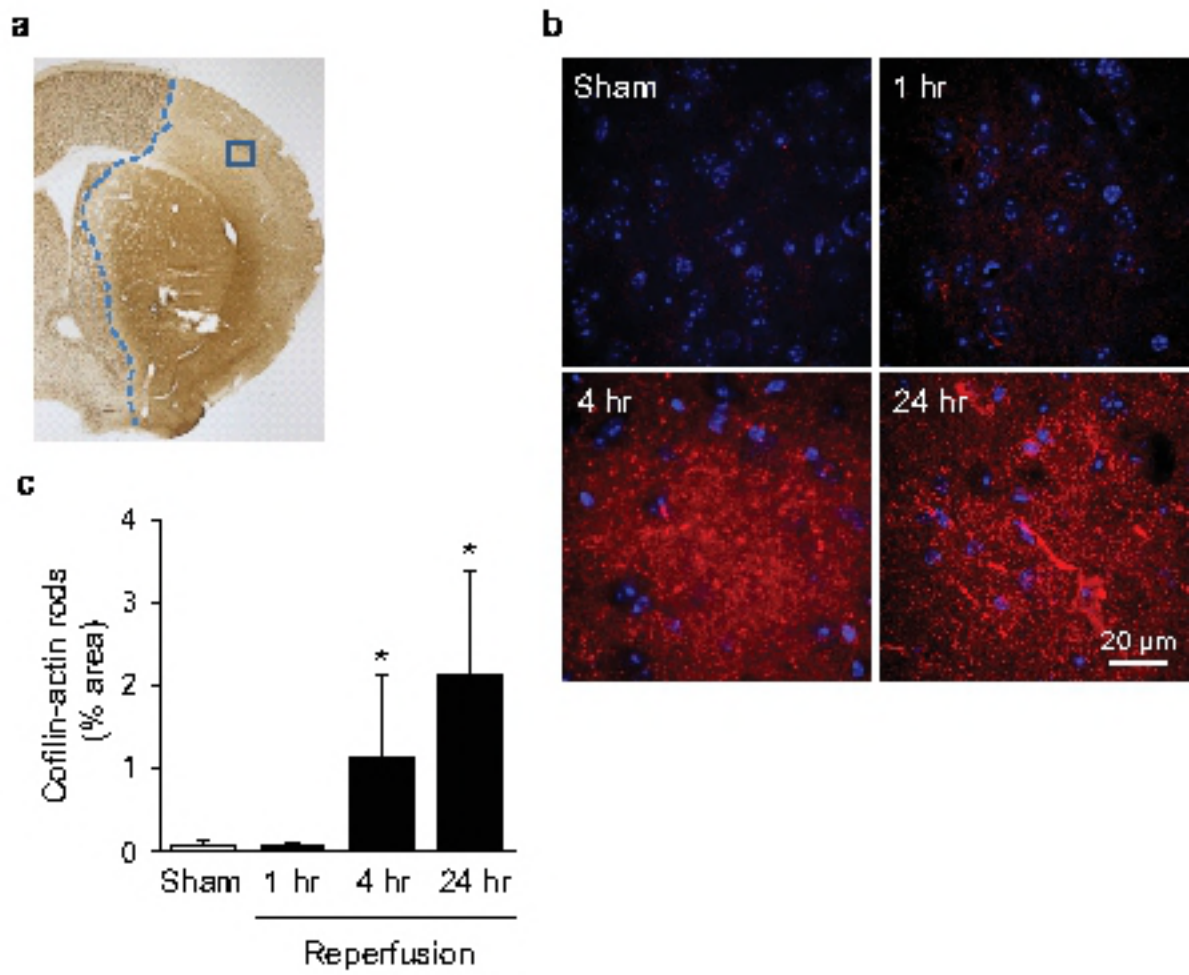 a
b
Sham
1 hr
4 hr
24 hr
20 µm
c
Cofilin-actin rods
(% area)
4
3
2
1
0
*
*
Sham
1 hr
4 hr
24 hr
Reperfusion